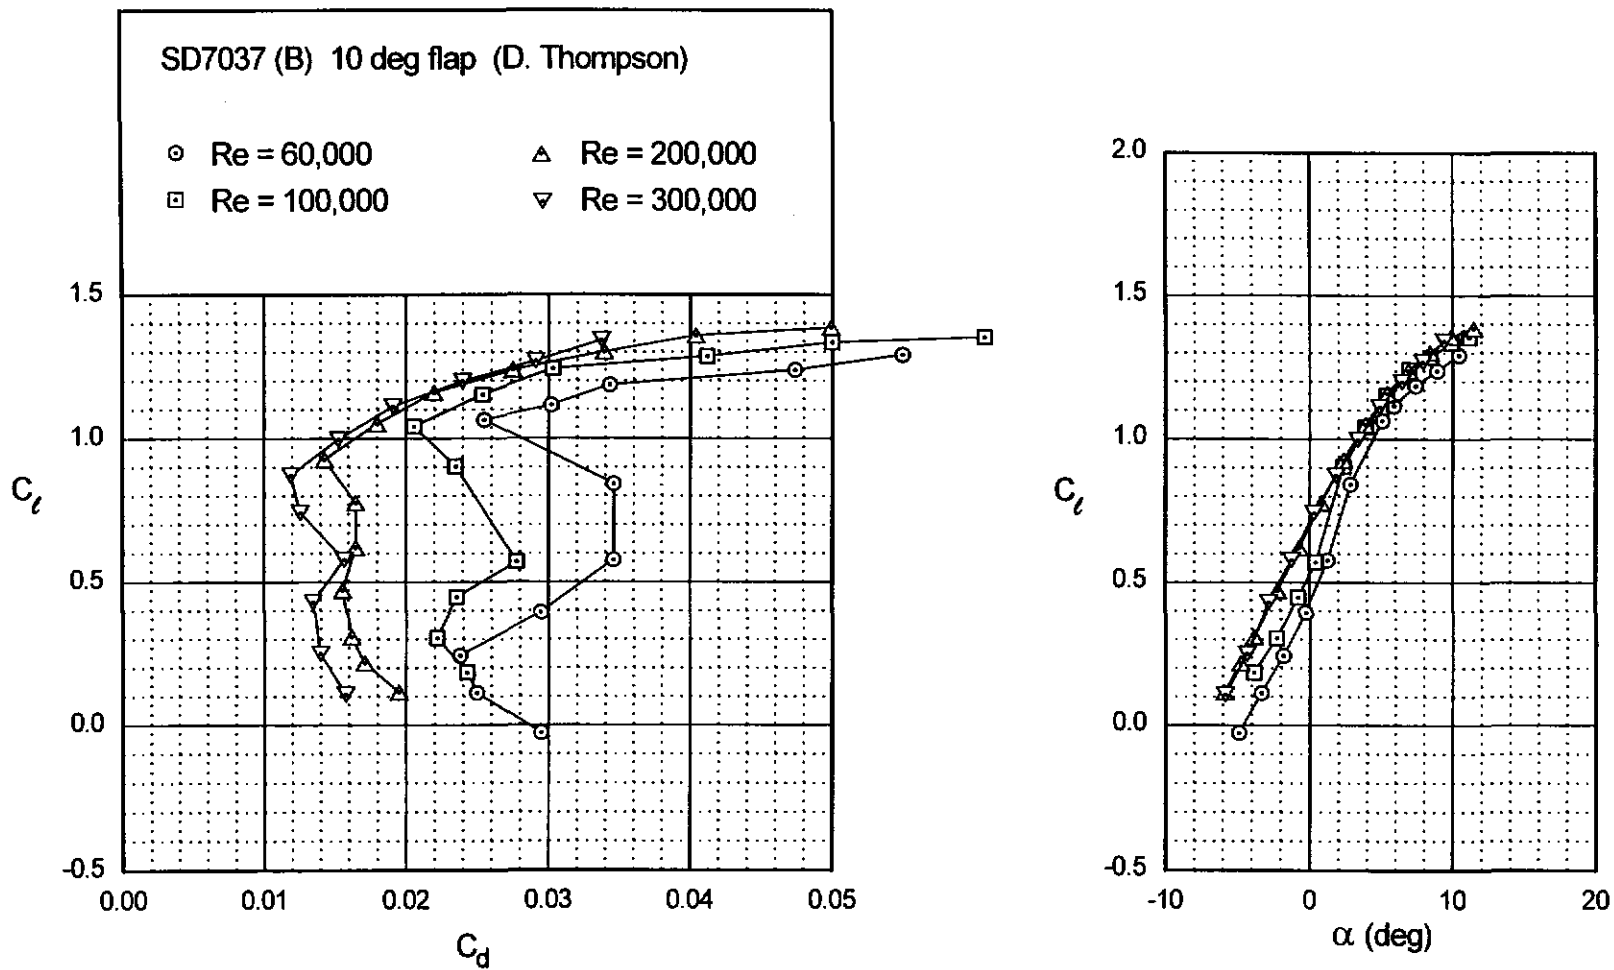 SD7037 (B) 10 deg flap (D. Thompson)
Re = 60,000
Re = 200,000
Re = 100,000
Re = 300,000
1.5
1.0
0.5
0.0
-0.5
Cℓ
0.00 0.01 0.02 0.03 0.04 0.05
Cd
2.0
1.5
1.0
0.5
0.0
-0.5
Cℓ
-10 0 10 20
α (deg)